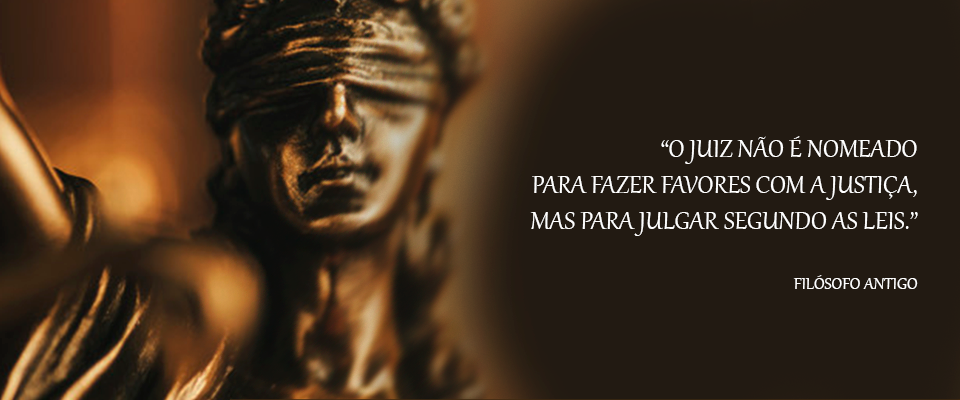 “O JUIZ NÃO É NOMEADO
PARA FAZER FAVORES COM A JUSTIÇA,
MAS PARA JULGAR SEGUNDO AS LEIS.”
FILÓSOFO ANTIGO